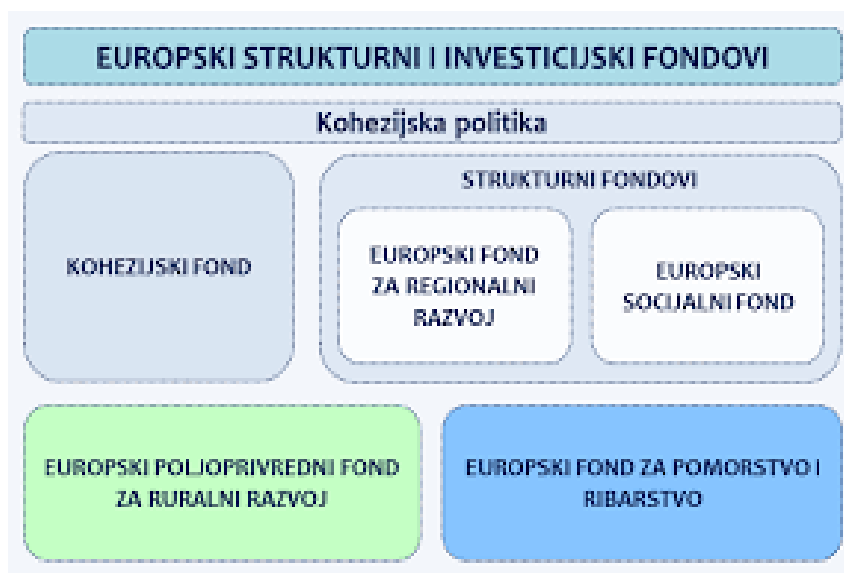 EUROPSKI STRUKTURNI I INVESTICIJSKI FONDOVI
Kohezijska politika
KOHEZIJSKI FOND
STRUKTURNI FONDOVI
EUROPSKI FOND
ZA REGIONALNI
RAZVOJ
EUROPSKI
SOCIJALNI FOND
EUROPSKI POLJOPRIVREDNI FOND
ZA RURALNI RAZVOJ
EUROPSKI FOND ZA POMORSTVO I
RIBARSTVO